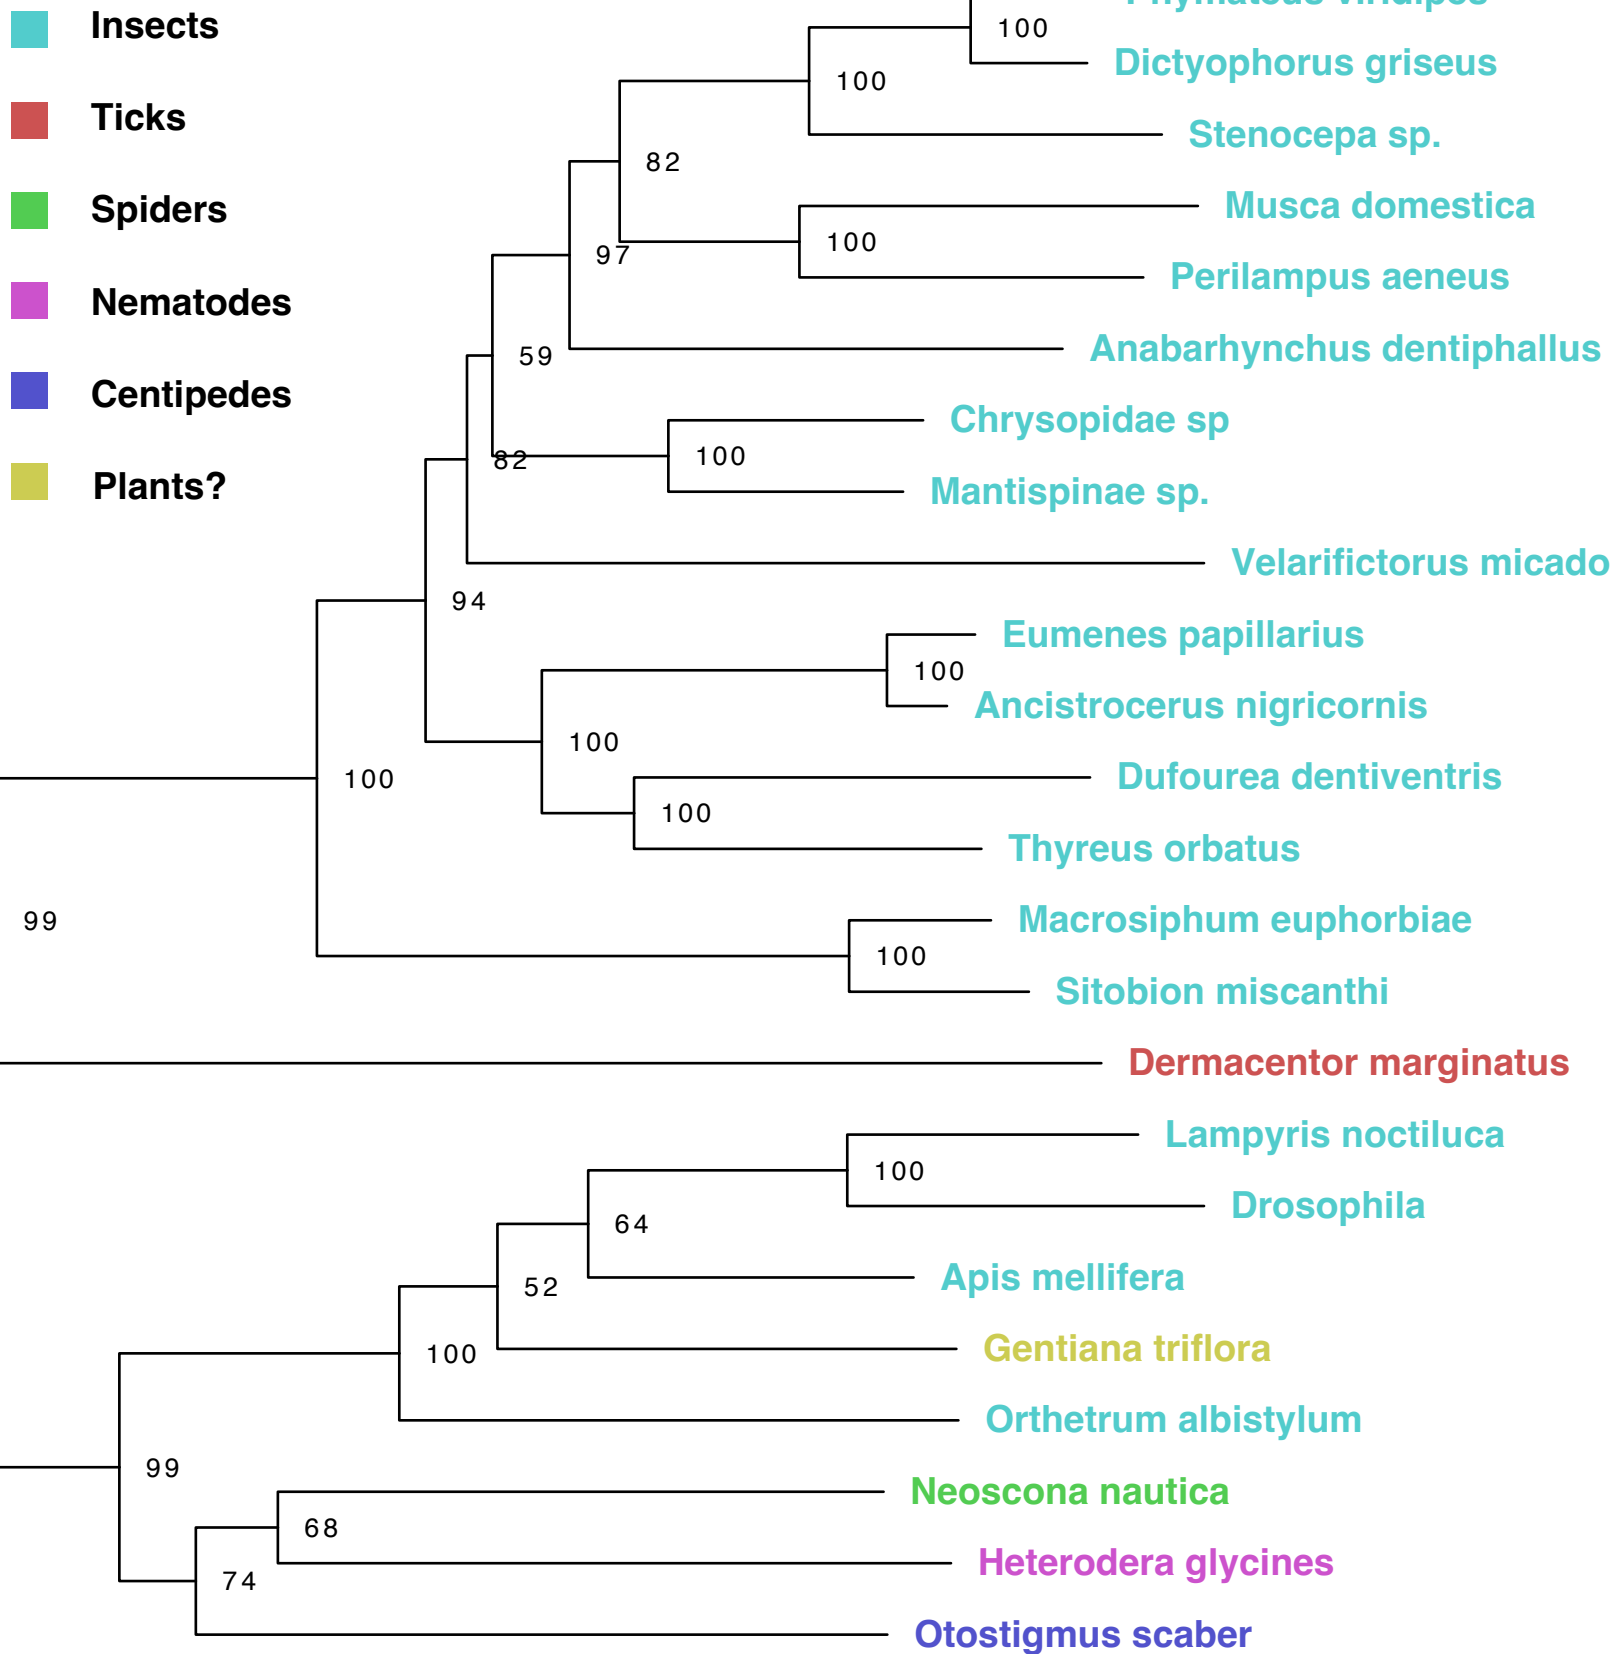 Insects
Ticks
Spiders
Nematodes
Centipedes
Plants?
100
Dictyophorus griseus
100
Stenocepa sp.
82
Musca domestica
100
97
Perilampus aeneus
Anabarhynchus dentiphallus
59
Chrysopidae sp
100
82
Mantispinae sp.
Velarifictorus micado
94
Eumenes papillarius
100
Ancistrocerus nigricornis
100
Dufourea dentiventris
100
100
Thyreus orbatus
99
Macrosiphum euphorbiae
100
Sitobion miscanthi
Dermacentor marginatus
Lampyris noctiluca
100
Drosophila
64
Apis mellifera
52
Gentiana triflora
100
Orthetrum albistylum
99
Neoscona nautica
68
Heterodera glycines
74
Otostigmus scaber